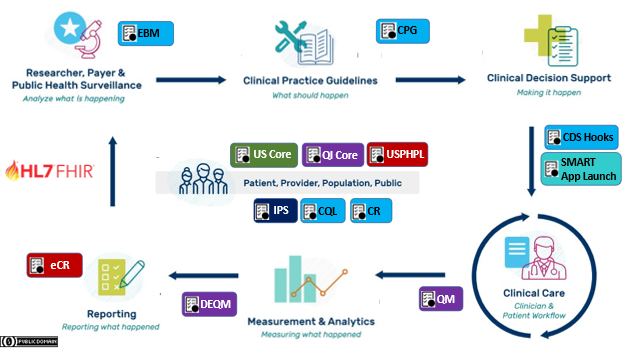 EBM
CPG
Researcher, Payer &
Public Health Surveillance
Analyze what is happening
Clinical Practice Guidelines
What should happen
Clinical Decision Support
Making it happen
CDS Hooks
SMART
App Launch
US Core
QI Core
USPHPL
HL7 FHIR®
Patient, Provider, Population, Public
IPS
CQL
CR
eCR
DEQM
QM
Clinical Care
Clinician &
Patient Workflow
Reporting
Reporting what happened
Measurement & Analytics
Measuring what happened
0 PUBLIC DOMAIN